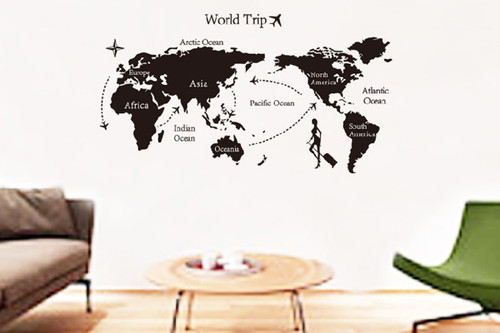 World Trip
Arctic Ocean
Europe
Asia
North
America
Africa
Pacific Ocean
Atlantic
Ocean
Indian
Ocean
South
America
Oceania